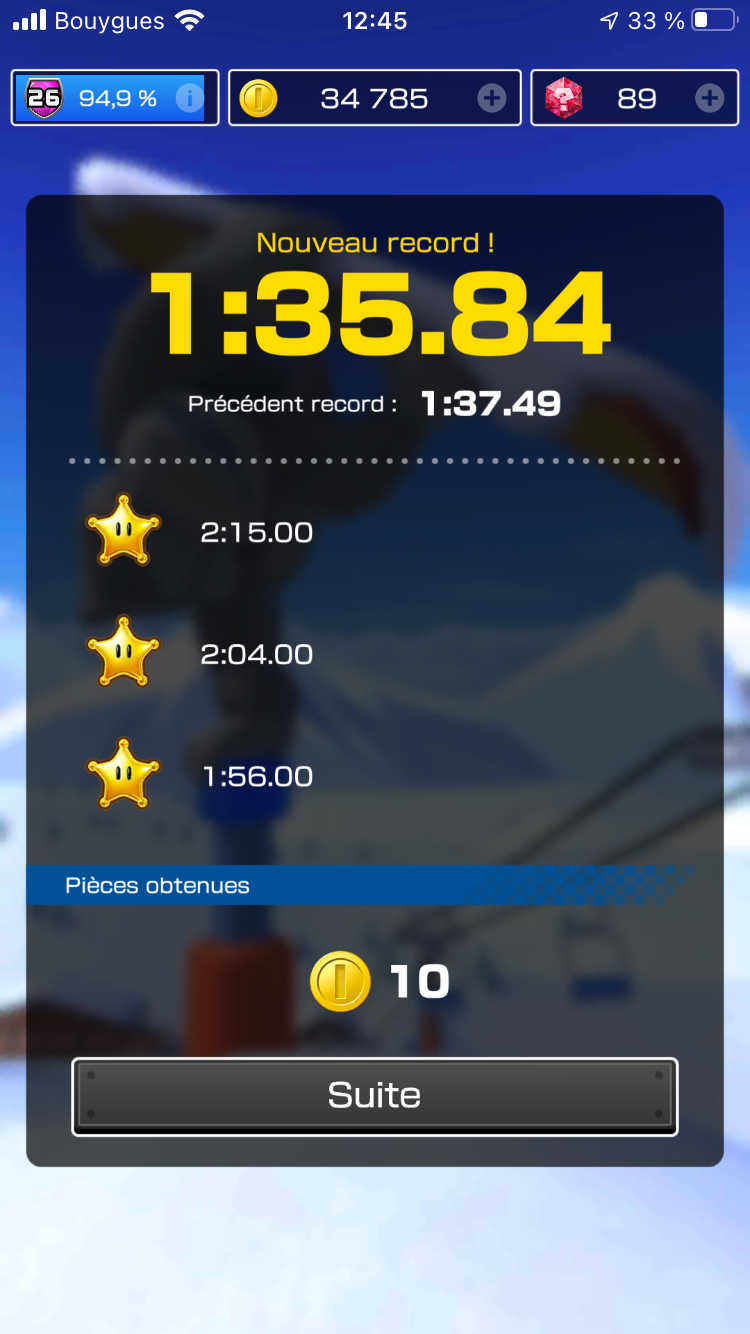 Bouygues 12:45 33 %
26 94,9 % i 34 785 + ? 89 +
Nouveau record !
1:35.84
Précédent record : 1:37.49
2:15.00
2:04.00
1:56.00
Pièces obtenues
10
Suite